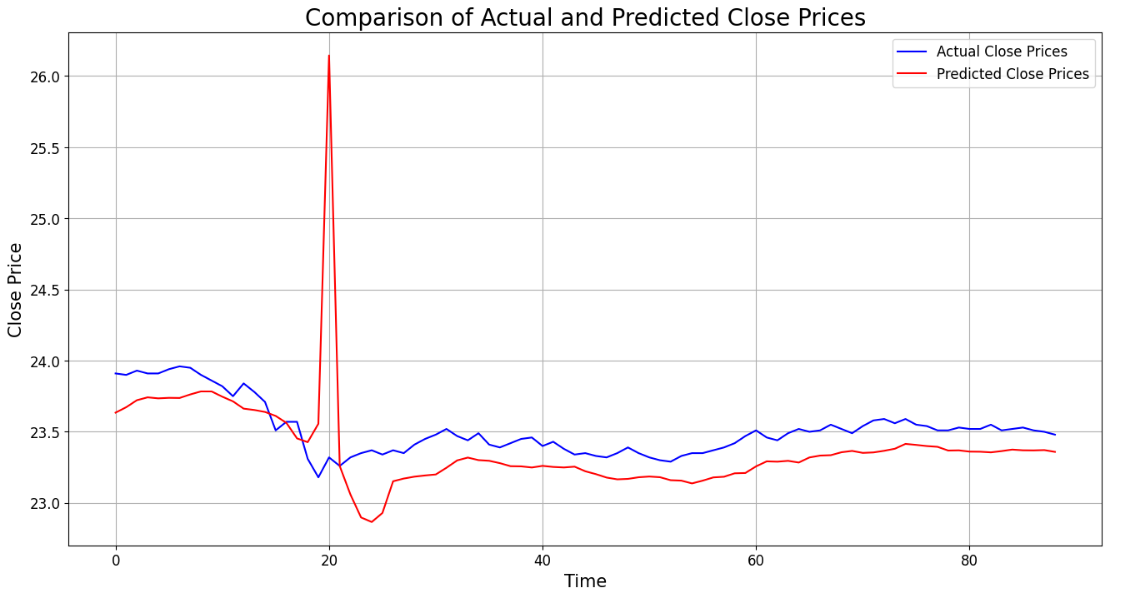 Comparison of Actual and Predicted Close Prices
Actual Close Prices
Predicted Close Prices
Close Price
26.0
25.5
25.0
24.5
24.0
23.5
23.0
0
20
40
60
80
Time